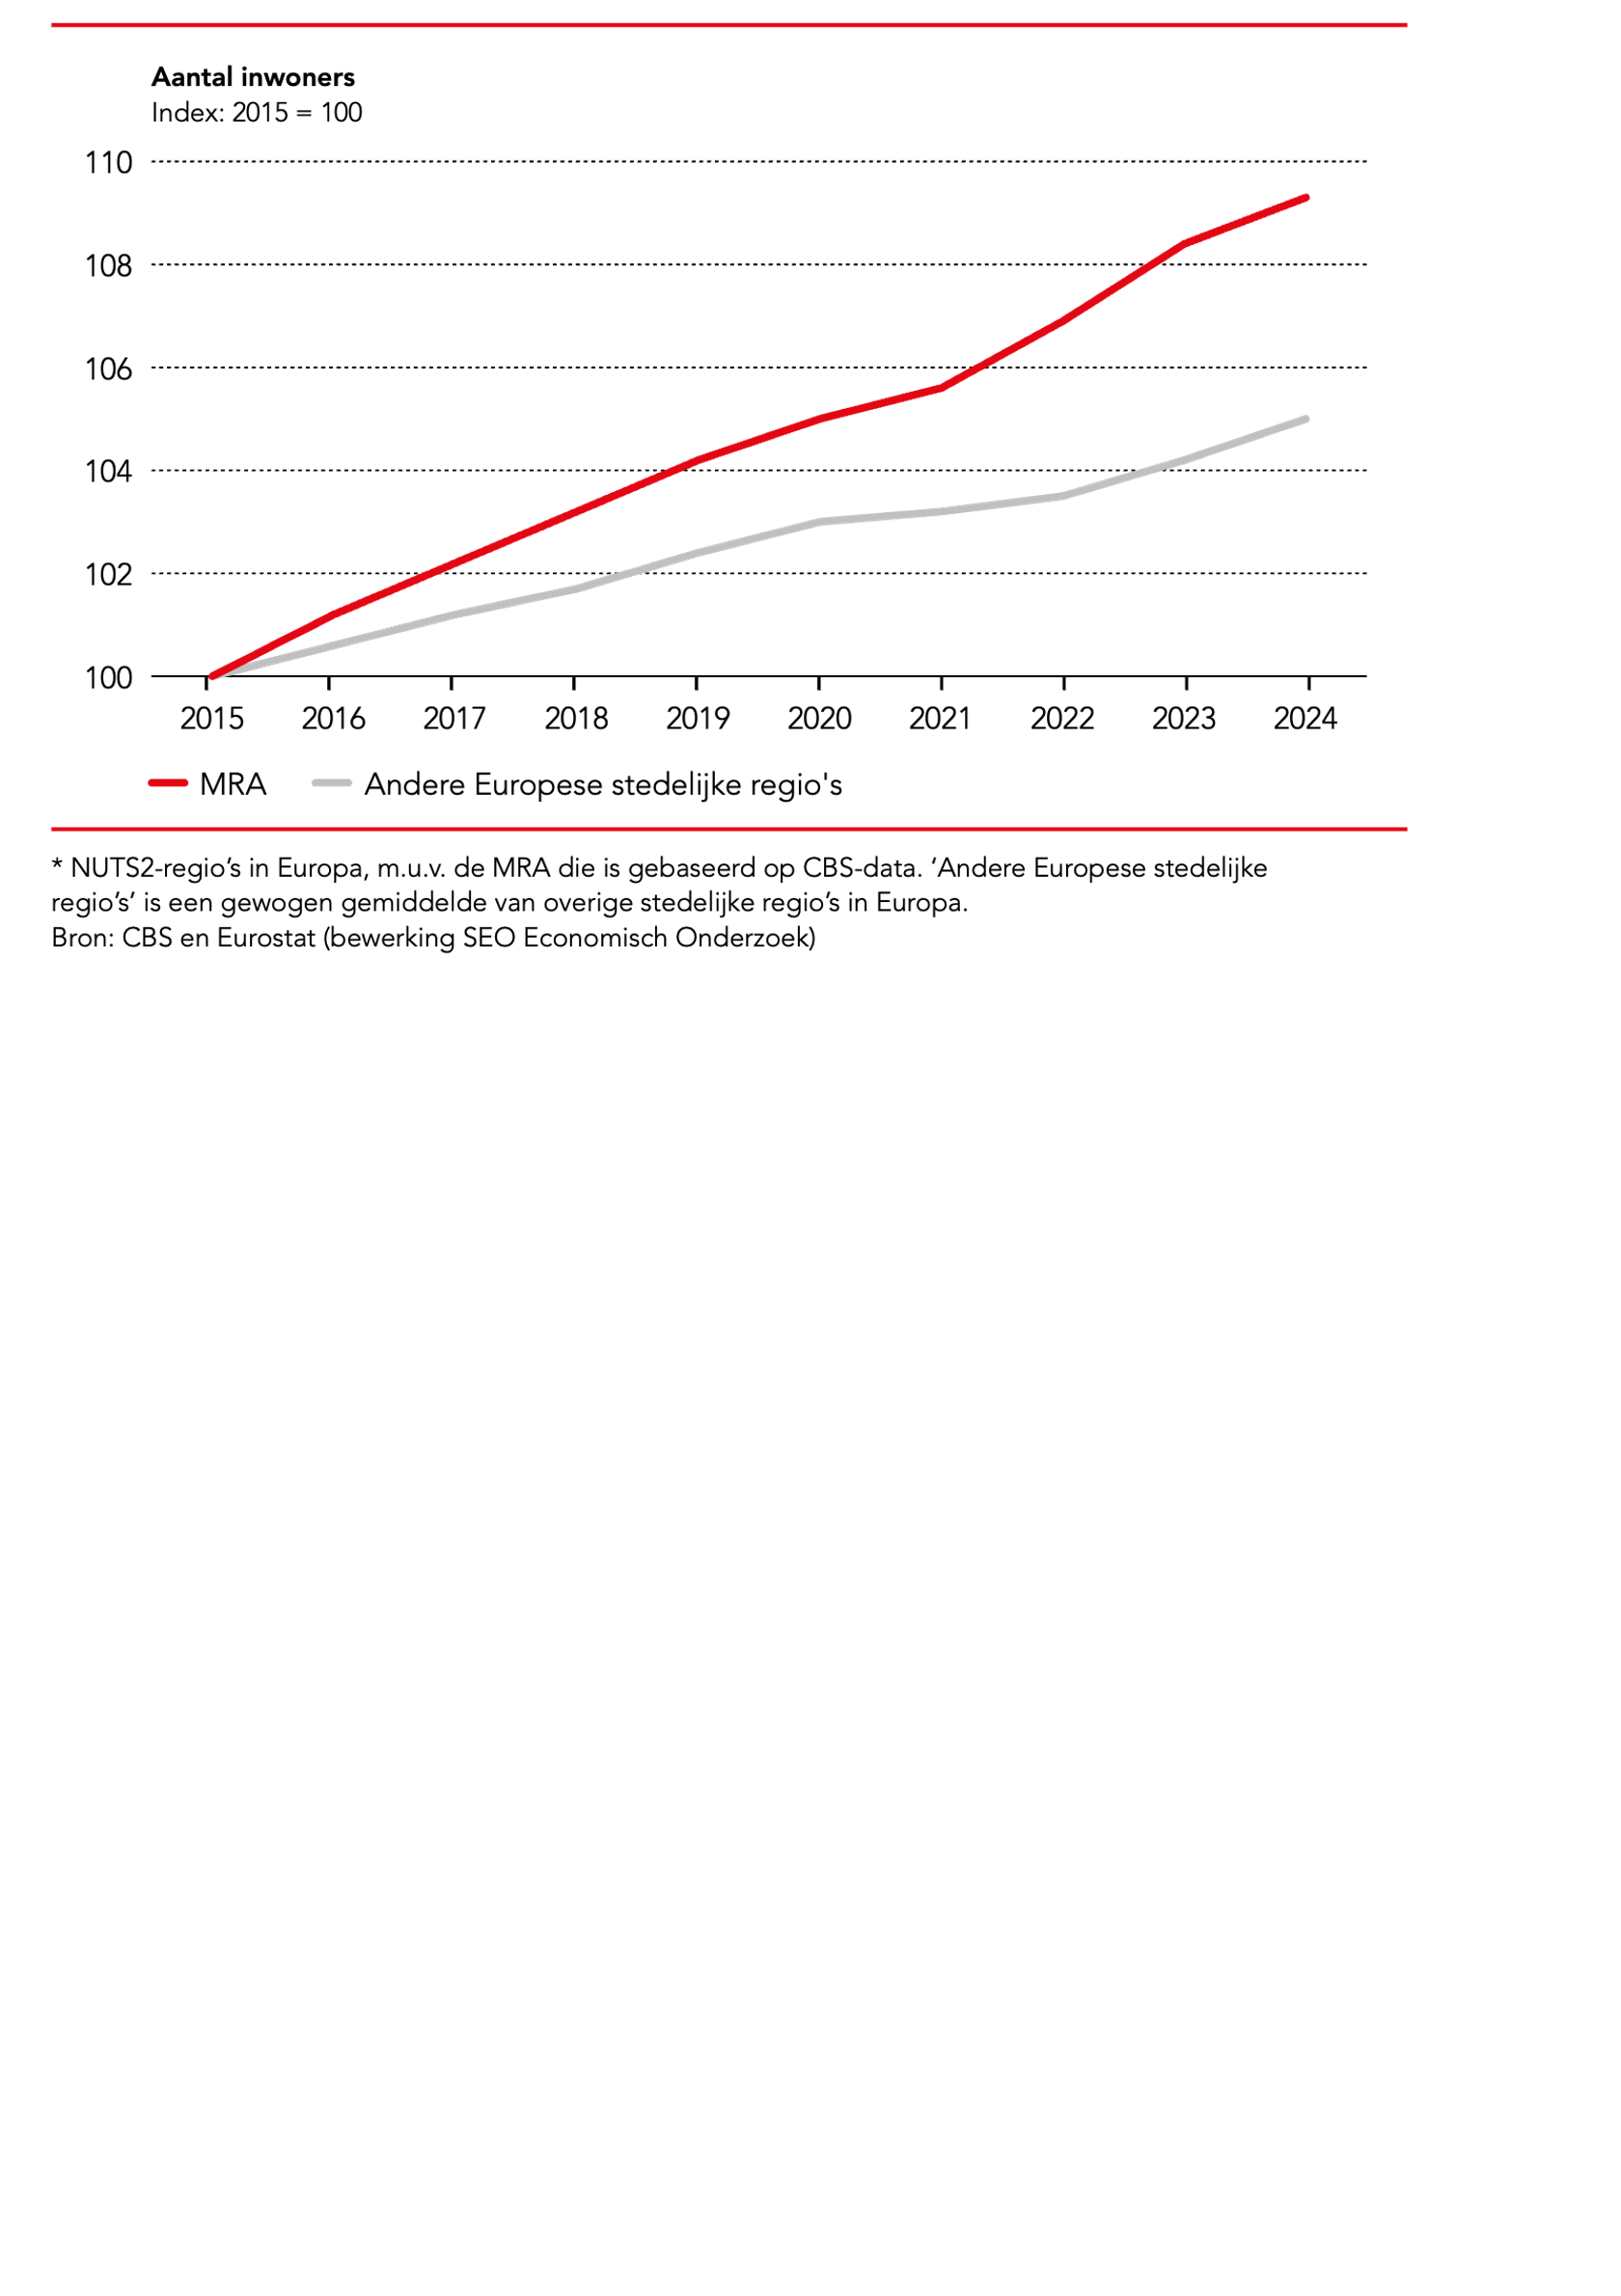 Aantal inwoners
Index: 2015 = 100
110
108
106
104
102
100
2015 2016 2017 2018 2019 2020 2021 2022 2023 2024
MRA Andere Europese stedelijke regio's
* NUTS2-regio’s in Europa, m.u.v. de MRA die is gebaseerd op CBS-data. ‘Andere Europese stedelijke
regio’s’ is een gewogen gemiddelde van overige stedelijke regio’s in Europa.
Bron: CBS en Eurostat (bewerking SEO Economisch Onderzoek)